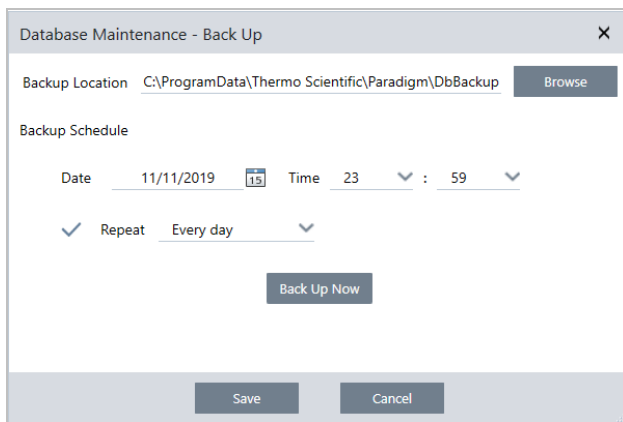 Database Maintenance - Back Up
Backup Location C:\ProgramData\Thermo Scientific\Paradigm\DbBackup Browse
Backup Schedule
Date 11/11/2019 15 Time 23 : 59
Repeat Every day
Back Up Now
Save Cancel